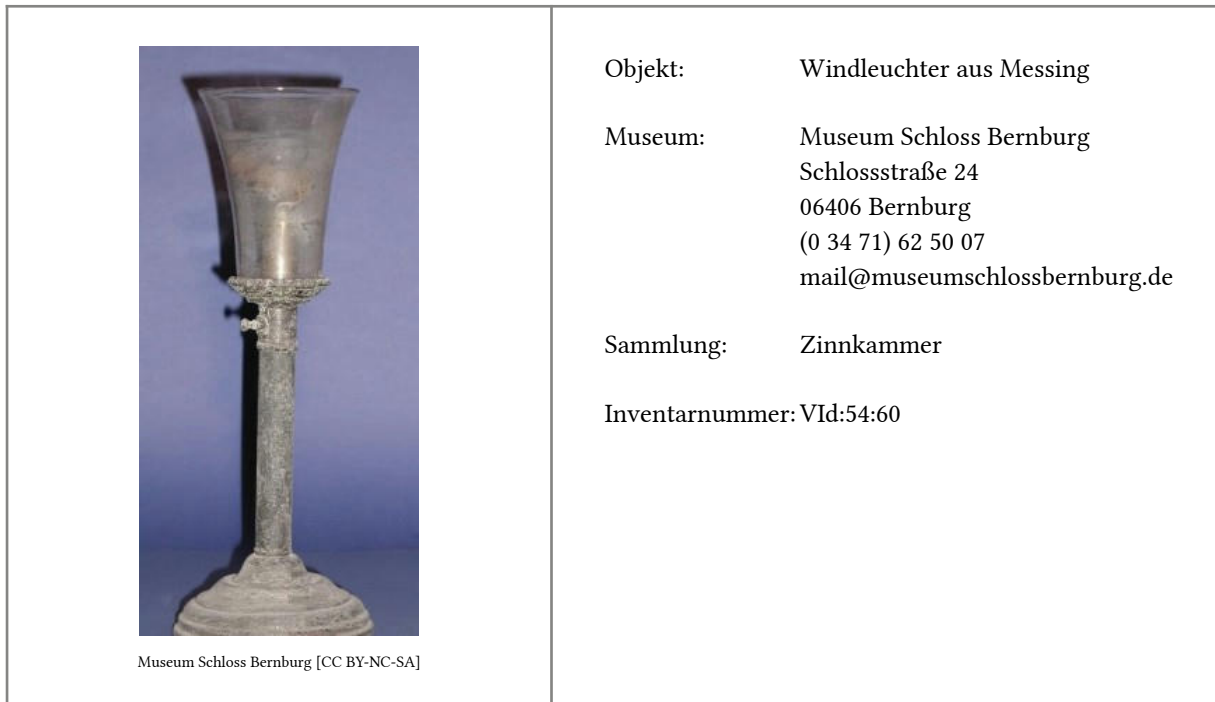 Museum Schloss Bernburg [CC BY-NC-SA]
Objekt: Windleuchter aus Messing
Museum: Museum Schloss Bernburg
Schlossstraße 24
06406 Bernburg
(0 34 71) 62 50 07
mail@museumschlossbernburg.de
Sammlung: Zinnkammer
Inventarnummer: VId:54:60